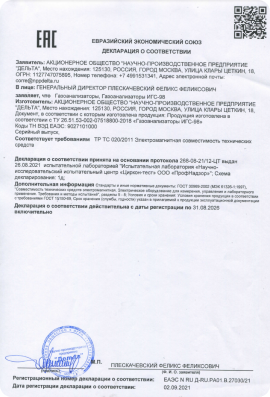 ЕАС
ЕВРАЗИЙСКИЙ ЭКОНОМИЧЕСКИЙ СОЮЗ
ДЕКЛАРАЦИЯ О СООТВЕТСТВИИ
Заявитель: АКЦИОНЕРНОЕ ОБЩЕСТВО "НАУЧНО-ПРОИЗВОДСТВЕННОЕ ПРЕДПРИЯТИЕ
"ДЕЛЬТА", Место нахождения: 125130, РОССИЯ, ГОРОД МОСКВА, УЛИЦА КЛАРЫ ЦЕТКИН, 18,
ОГРН: 1127747075695, Номер телефона: +7 4991531341, Адрес электронной почты:
corre@nppdelta.ru
В лице: ГЕНЕРАЛЬНЫЙ ДИРЕКТОР ПЛЕСКАЧЕВСКИЙ ФЕЛИКС ФЕЛИКСОВИЧ
заявляет, что Газоанализаторы, Газоанализаторы ИГС-98
Изготовитель: АКЦИОНЕРНОЕ ОБЩЕСТВО "НАУЧНО-ПРОИЗВОДСТВЕННОЕ ПРЕДПРИЯТИЕ
"ДЕЛЬТА", Место нахождения: 125130, РОССИЯ, ГОРОД МОСКВА, УЛИЦА КЛАРЫ ЦЕТКИН, 18,
Документ, в соответствии с которым изготовлена продукция: Продукция изготовлена в
соответствии с ТУ 26.51.53-002-07518800-2018 «Газоанализаторы ИГС-98»
Коды ТН ВЭД ЕАЭС: 9027101000
Серийный выпуск,
Соответствует требованиям ТР ТС 020/2011 Электромагнитная совместимость технических
средств
Декларация о соответствии принята на основании протокола 266-08-21/12-ЦТ выдан
26.08.2021 испытательной лабораторией "Испытательная лаборатория «Научно-
исследовательский испытательный центр «Циркон-тест» ООО «ПрофНадзор»; Схема
декларирования: 1д;
Дополнительная информация
Декларация о соответствии действительна с даты регистрации по 31.08.2026
включительно
М.П.
ПЛЕСКАЧЕВСКИЙ ФЕЛИКС ФЕЛИКСОВИЧ
Регистрационный номер декларации о соответствии: ЕАЭС N RU Д-RU.РА01.В.27030/21
Дата регистрации декларации о соответствии: 02.09.2021